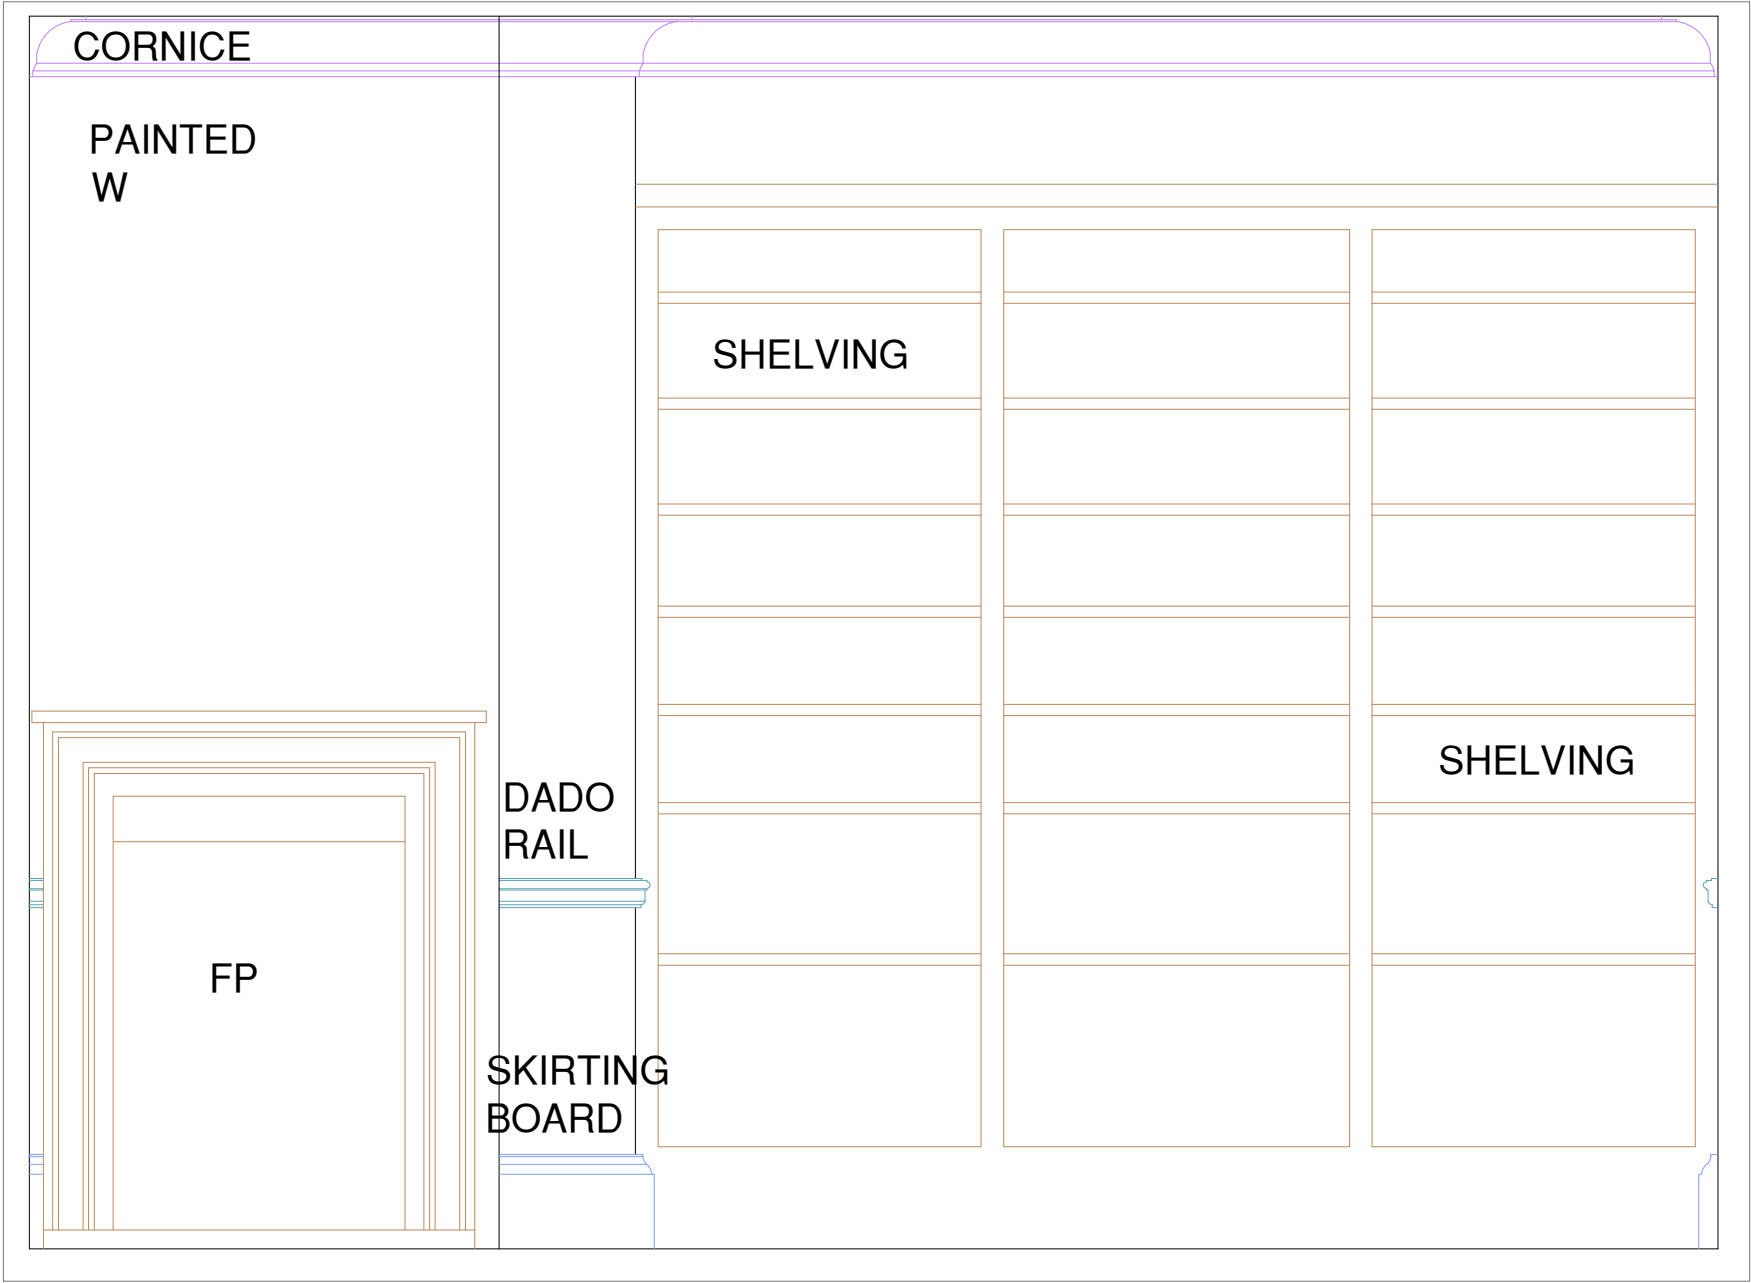 CORNICE
PAINTED
W
SHELVING
SHELVING
DADO
RAIL
FP
SKIRTING
BOARD